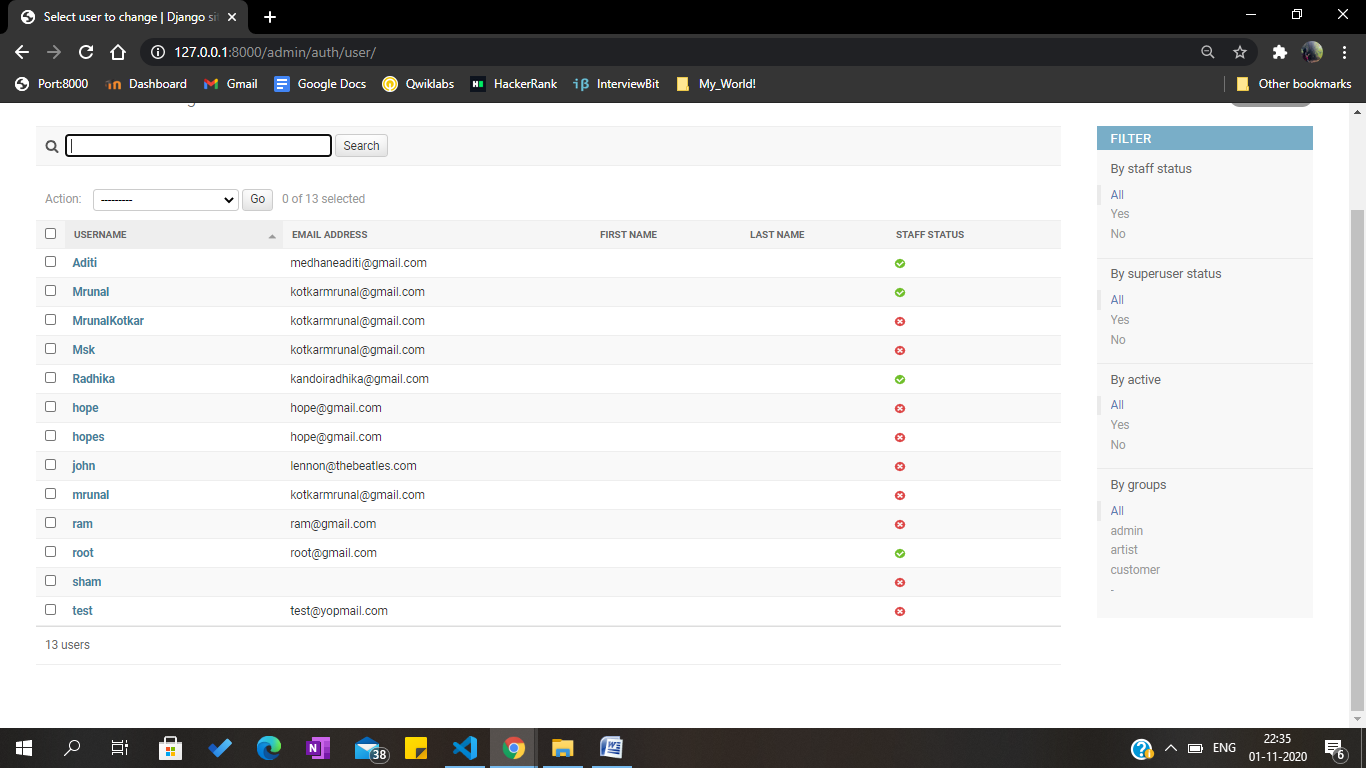 Select user to change | Django sit
127.0.0.1:8000/admin/auth/user/
Port:8000 Dashboard Gmail Google Docs Qwiklabs HackerRank InterviewBit My_World! Other bookmarks
Search
Action: --------- Go 0 of 13 selected
USERNAME EMAIL ADDRESS FIRST NAME LAST NAME STAFF STATUS
Aditi medhaneaditi@gmail.com
Mrunal kotkarmrunal@gmail.com
MrunalKotkar kotkarmrunal@gmail.com
Msk kotkarmrunal@gmail.com
Radhika kandoiradhika@gmail.com
hope hope@gmail.com
hopes hope@gmail.com
john lennon@thebeatles.com
mrunal kotkarmrunal@gmail.com
ram ram@gmail.com
root root@gmail.com
sham
test test@yopmail.com
13 users
FILTER
By staff status
All
Yes
No
By superuser status
All
Yes
No
By active
All
Yes
No
By groups
All
admin
artist
customer
-
38
ENG
22:35
01-11-2020
6